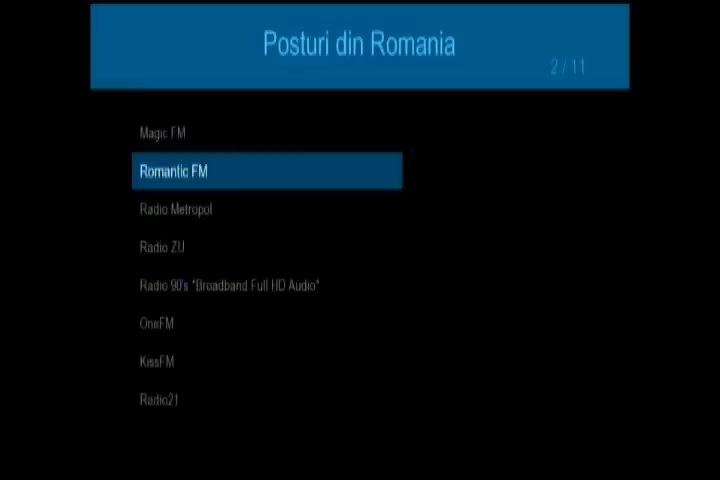 Posturi din Romania
2 / 11
Magic FM
Romantic FM
Radio Metropol
Radio ZU
Radio 90's *Broadband Full HD Audio*
OneFM
KissFM
Radio21